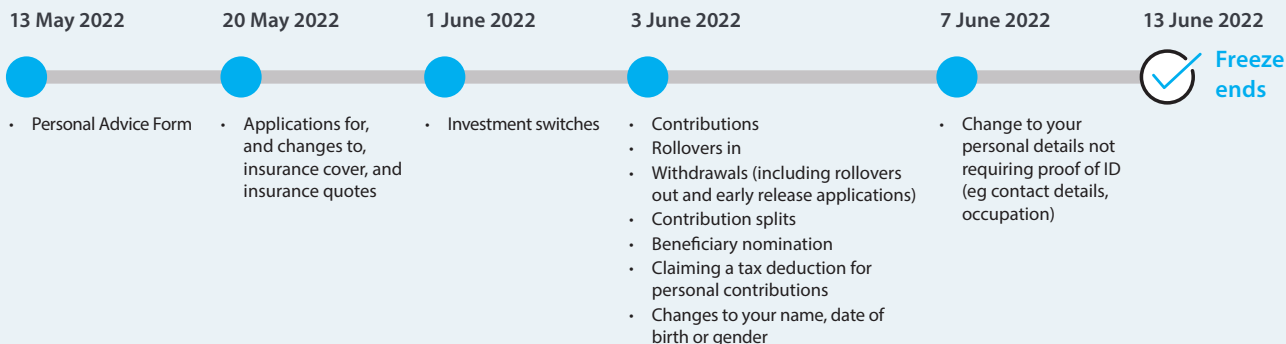 13 May 2022
20 May 2022
1 June 2022
3 June 2022
7 June 2022
13 June 2022
Freeze
ends
• Personal Advice Form
• Applications for,
and changes to,
insurance cover, and
insurance quotes
• Investment switches
• Contributions
• Rollovers in
• Withdrawals (including rollovers
out and early release applications)
• Contribution splits
• Beneficiary nomination
• Claiming a tax deduction for
personal contributions
• Changes to your name, date of
birth or gender
• Change to your
personal details not
requiring proof of ID
(eg contact details,
occupation)